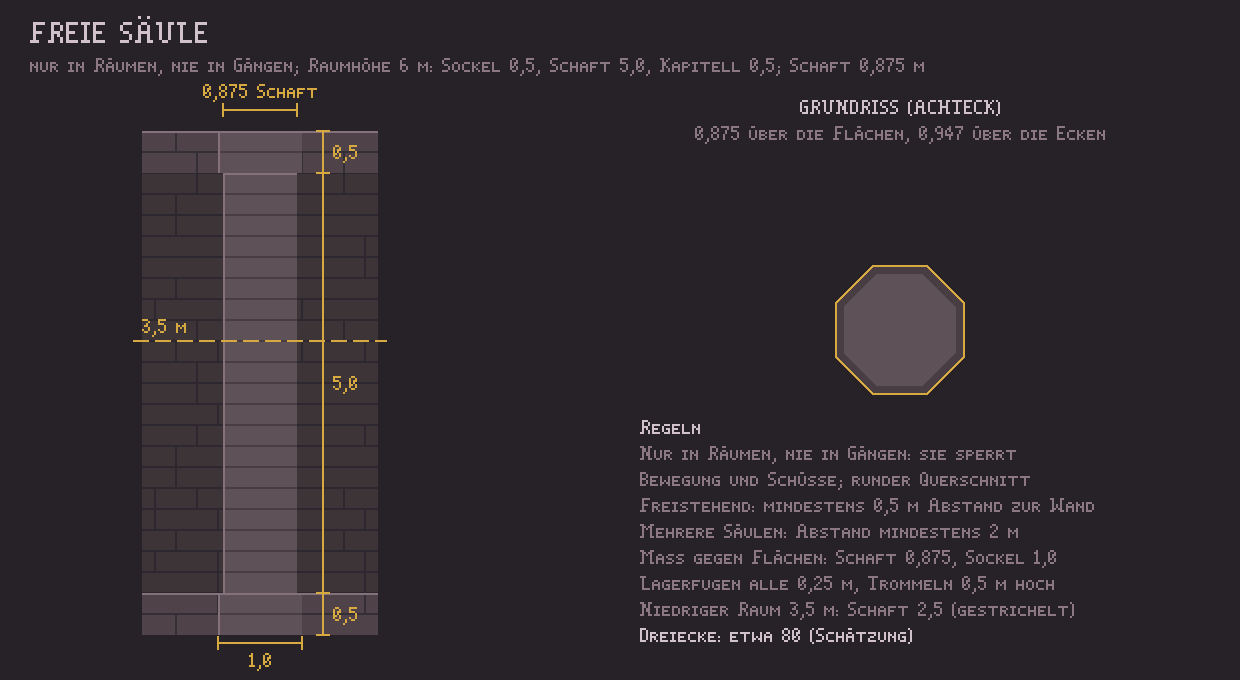 FREIE SÄULE
NUR IN RÄUMEN, NIE IN GÄNGEN; RAUMHÖHE 6 M: SOCKEL 0,5, SCHAFT 5,0, KAPITELL 0,5; SCHAFT 0,875 M
0,875 SCHAFT
GRUNDRISS (ACHTECK)
0,875 ÜBER DIE FLÄCHEN, 0,947 ÜBER DIE ECKEN
0,5
3,5 M
5,0
0,5
1,0
REGELN
NUR IN RÄUMEN, NIE IN GÄNGEN: SIE SPERRT
BEWEGUNG UND SCHÜSSE; RUNDER QUERSCHNITT
FREISTEHEND: MINDESTENS 0,5 M ABSTAND ZUR WAND
MEHRERE SÄULEN: ABSTAND MINDESTENS 2 M
MASS GEGEN FLÄCHEN: SCHAFT 0,875, SOCKEL 1,0
LAGERFUGEN ALLE 0,25 M, TROMMELN 0,5 M HOCH
NIEDRIGER RAUM 3,5 M: SCHAFT 2,5 (GESTRICHELT)
DREIECKE: ETWA 80 (SCHÄTZUNG)